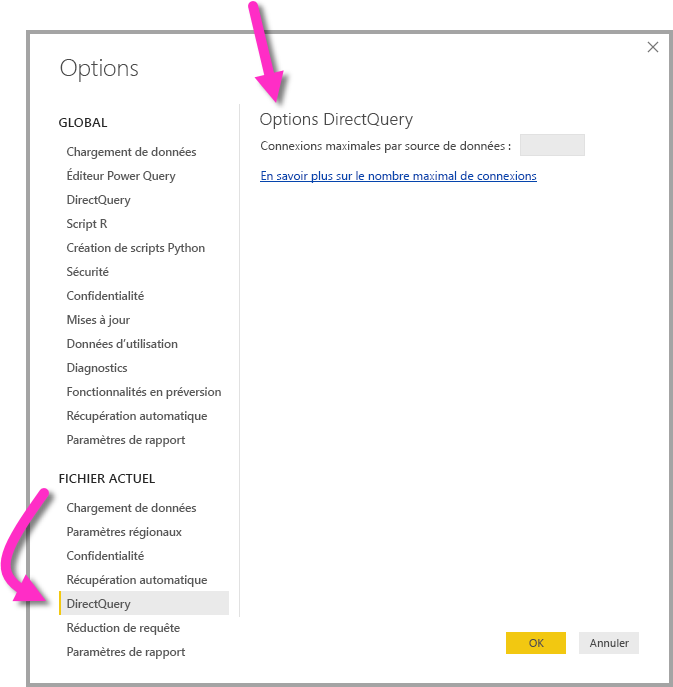 Options
GLOBAL
Chargement de données
Éditeur Power Query
DirectQuery
Script R
Création de scripts Python
Sécurité
Confidentialité
Mises à jour
Données d'utilisation
Diagnostics
Fonctionnalités en préversion
Récupération automatique
Paramètres de rapport
FICHIER ACTUEL
Chargement de données
Paramètres régionaux
Confidentialité
Récupération automatique
DirectQuery
Réduction de requête
Paramètres de rapport
Options DirectQuery
Connexions maximales par source de données :
En savoir plus sur le nombre maximal de connexions
OK
Annuler